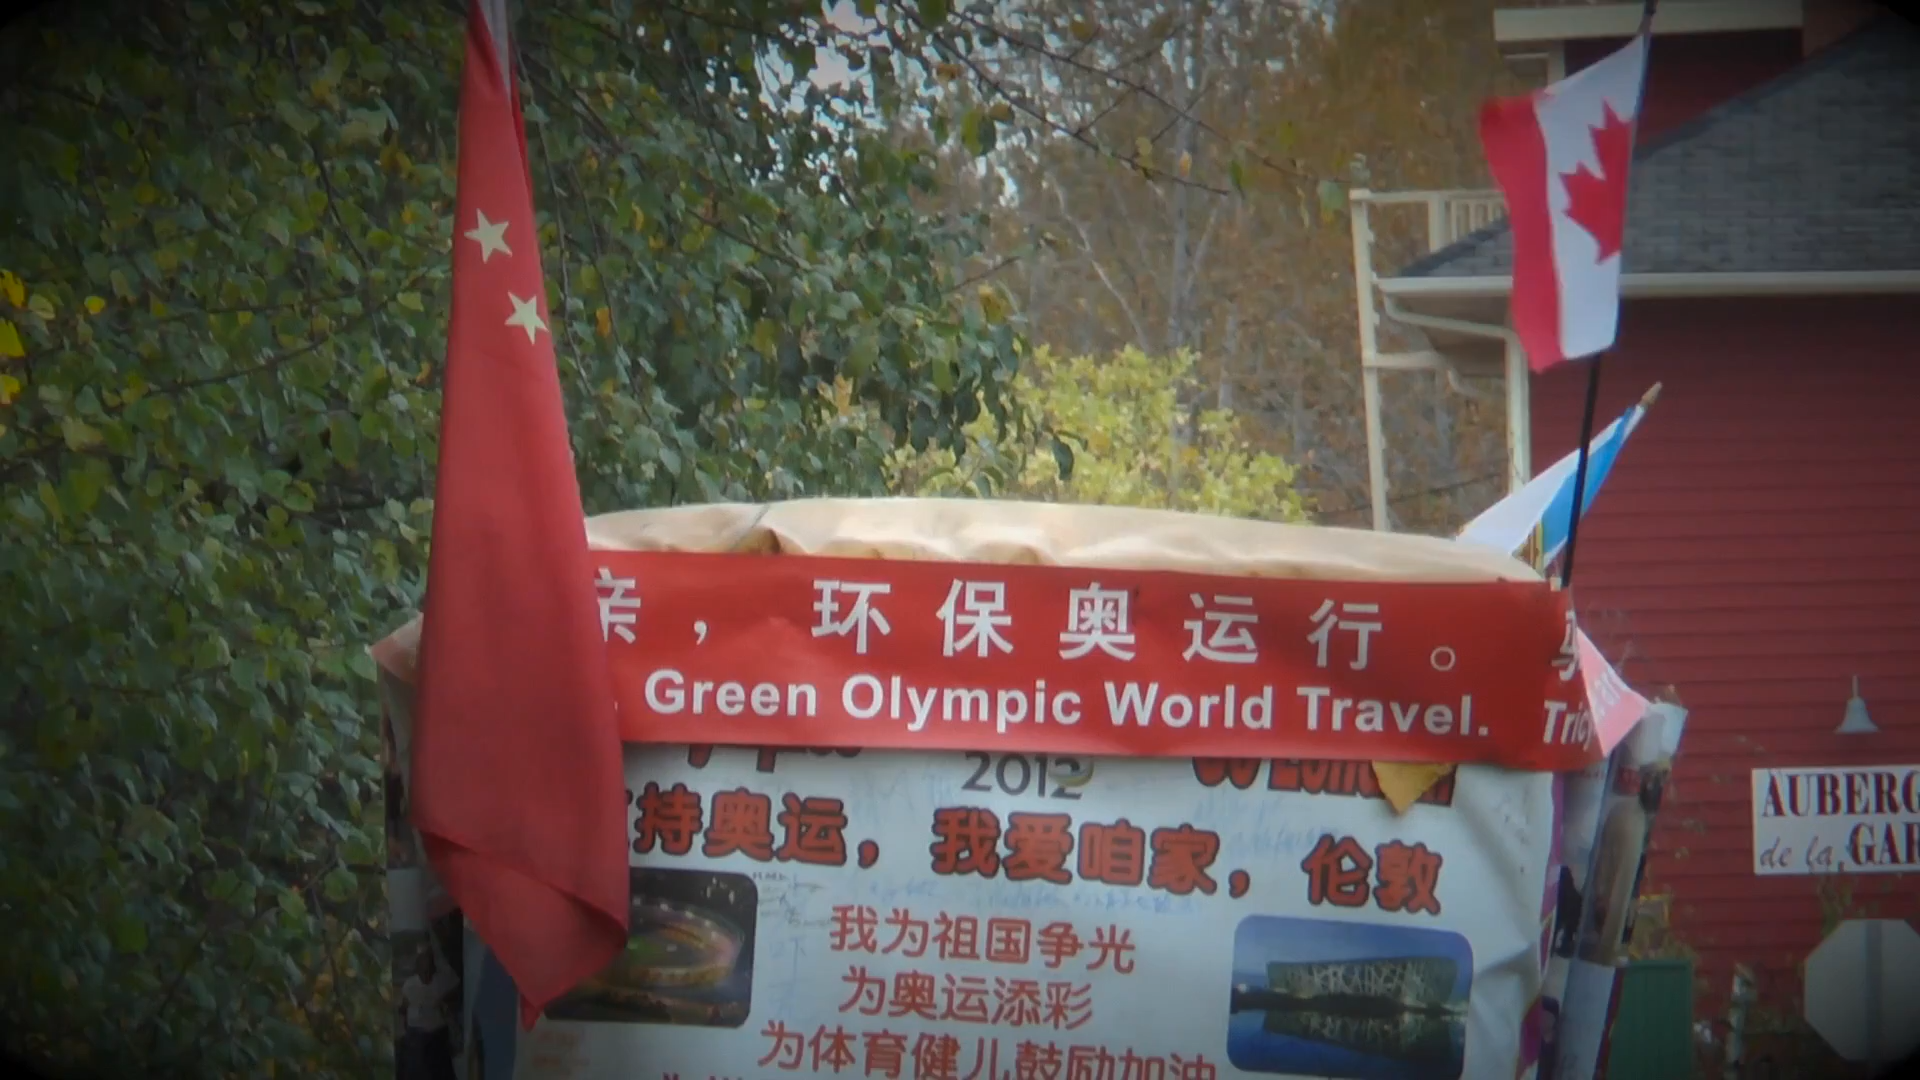 亲，环保奥运行。
Green Olympic World Travel.
2012
持奥运，我爱咱家，伦敦
我为祖国争光
为奥运添彩
为体育健儿鼓励加油
AUBERG
de la GAR